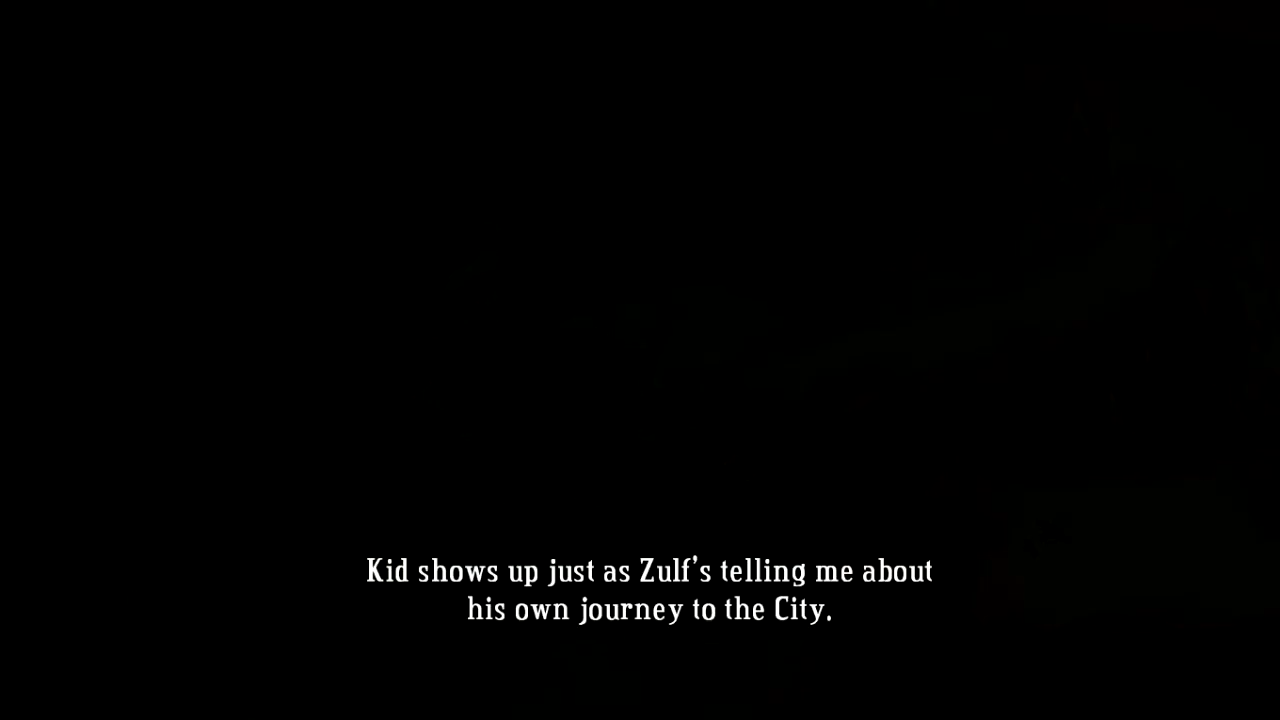 Kid shows up just as Zulf's telling me about
his own journey to the City.